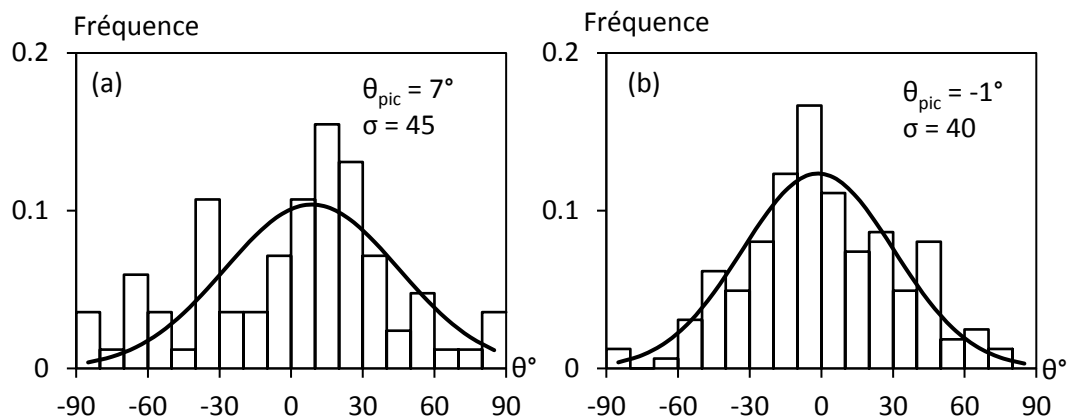 Fréquence
0.2
(a)
θpic = 7°
σ = 45
0.1
0
θ°
-90 -60 -30 0 30 60 90
Fréquence
0.2
(b)
θpic = -1°
σ = 40
0.1
0
θ°
-90 -60 -30 0 30 60 90